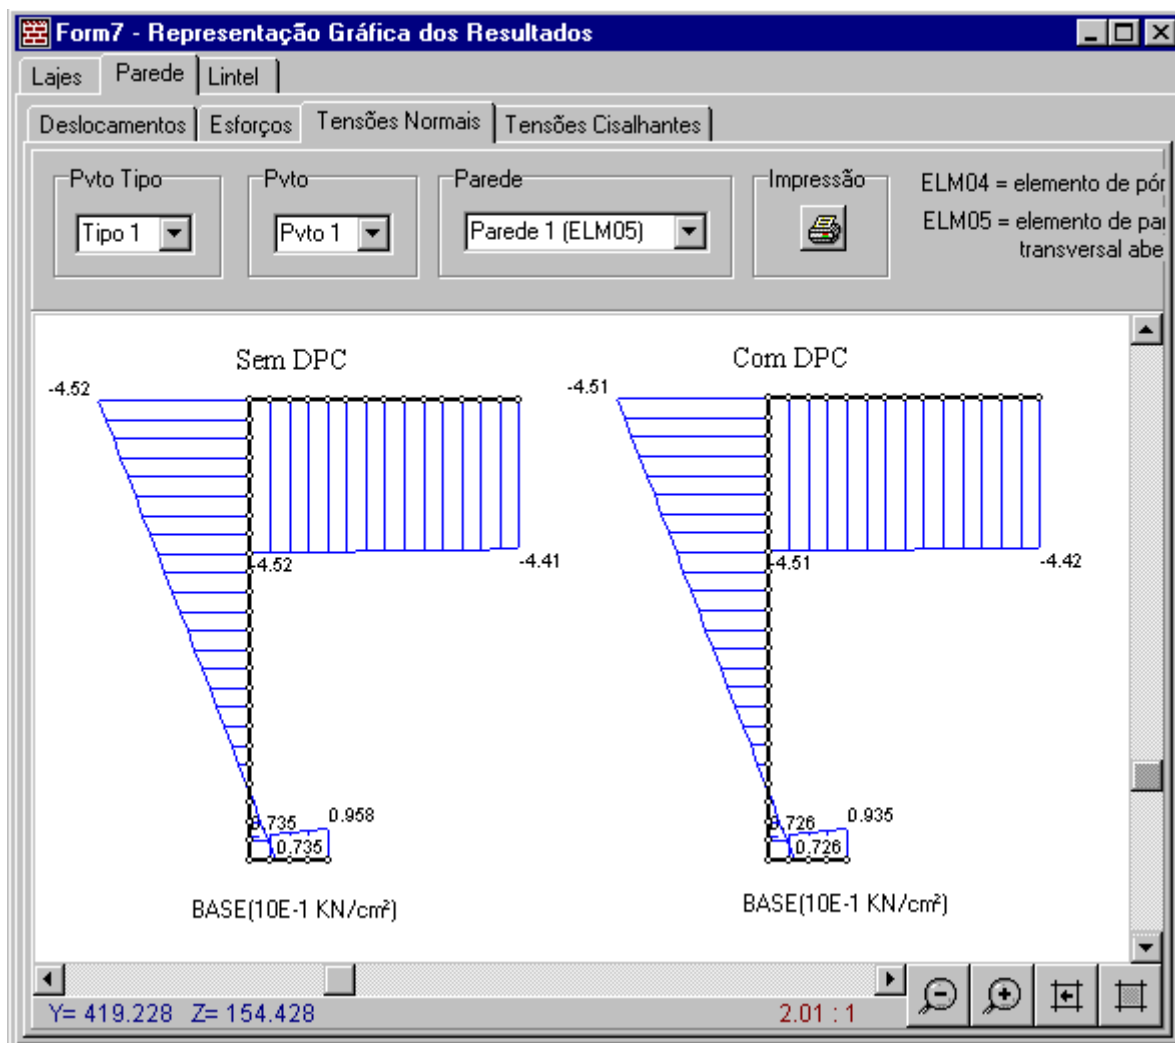 Form7 - Representação Gráfica dos Resultados
Lajes Parede Lintel
Deslocamentos Esforços Tensões Normais Tensões Cisalhantes
Pvto Tipo Pvto Parede Impressão
Tipo 1 Pvto 1 Parede 1 (ELM05)
ELM04 = elemento de pór
ELM05 = elemento de par
transversal abe
Sem DPC Com DPC
-4.52 -4.51
-4.52 -4.41 -4.51 -4.42
0.735 0.958 0.726 0.935
0.735 0.726
BASE(10E-1 KN/cm²) BASE(10E-1 KN/cm²)
Y= 419.228 Z= 154.428 2.01 : 1